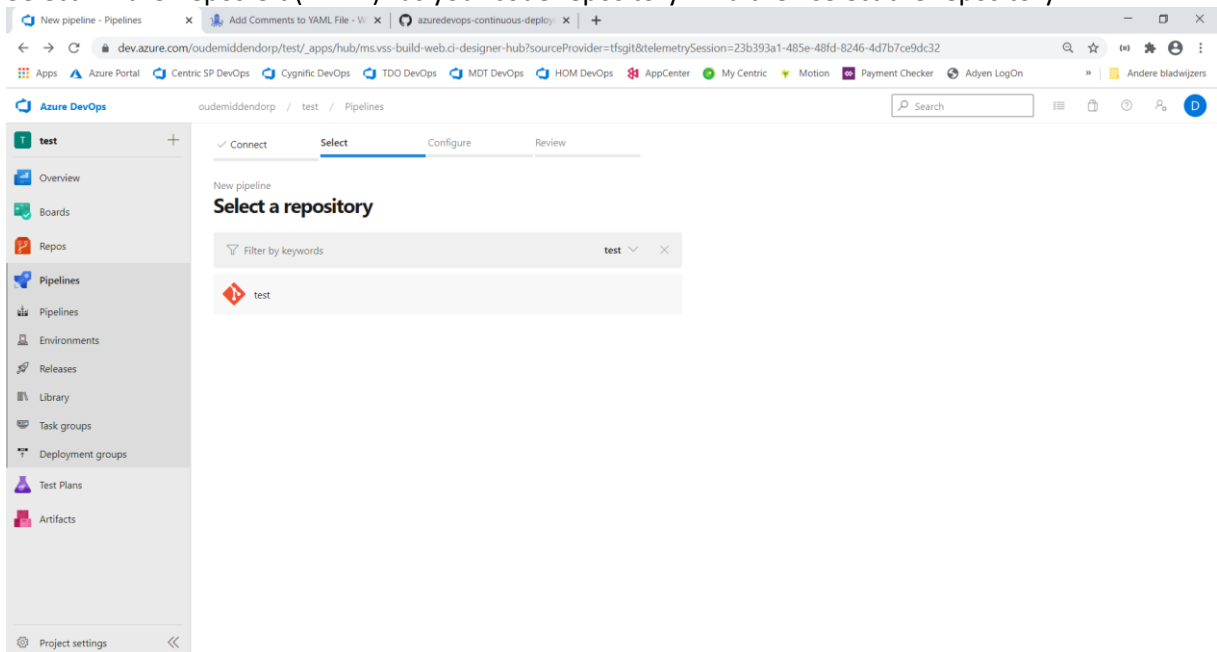 New pipeline - Pipelines
Add Comments to YAML File - W
azuredevops-continuous-deploy
dev.azure.com/oudemiddendorp/test/_apps/hub/ms.vss-build-web.ci-designer-hub?sourceProvider=tfsgit&telemetrySession=23b393a1-485e-48fd-8246-4d7b7ce9dc32
Apps Azure Portal Centric SP DevOps Cygnific DevOps TDO DevOps MDT DevOps HOM DevOps AppCenter My Centric Motion Payment Checker Adyen LogOn » Andere bladwijzers
Azure DevOps oudemiddendorp / test / Pipelines Search D
T test
Connect Select Configure Review
Overview
New pipeline
Select a repository
Boards
Repos
Filter by keywords test
Pipelines
test
Pipelines
Environments
Releases
Library
Task groups
Deployment groups
Test Plans
Artifacts
Project settings